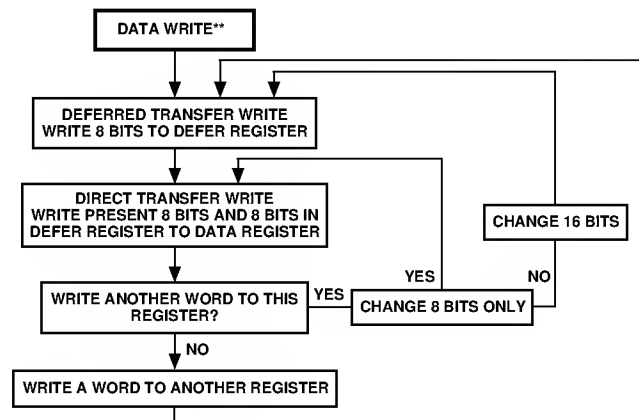 DATA WRITE**
DEFERRED TRANSFER WRITE
WRITE 8 BITS TO DEFER REGISTER
DIRECT TRANSFER WRITE
WRITE PRESENT 8 BITS AND 8 BITS IN
DEFER REGISTER TO DATA REGISTER
CHANGE 16 BITS
YES
NO
WRITE ANOTHER WORD TO THIS
REGISTER?
YES
CHANGE 8 BITS ONLY
NO
WRITE A WORD TO ANOTHER REGISTER